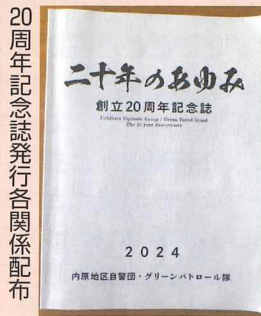 20周年記念誌発行各関係配布
二十年のあゆみ
創立20周年記念誌
Uchihara Vigilante Group / Green Patrol Squad
The 20-year Anniversary
2024
内原地区自警団・グリーンパトロール隊